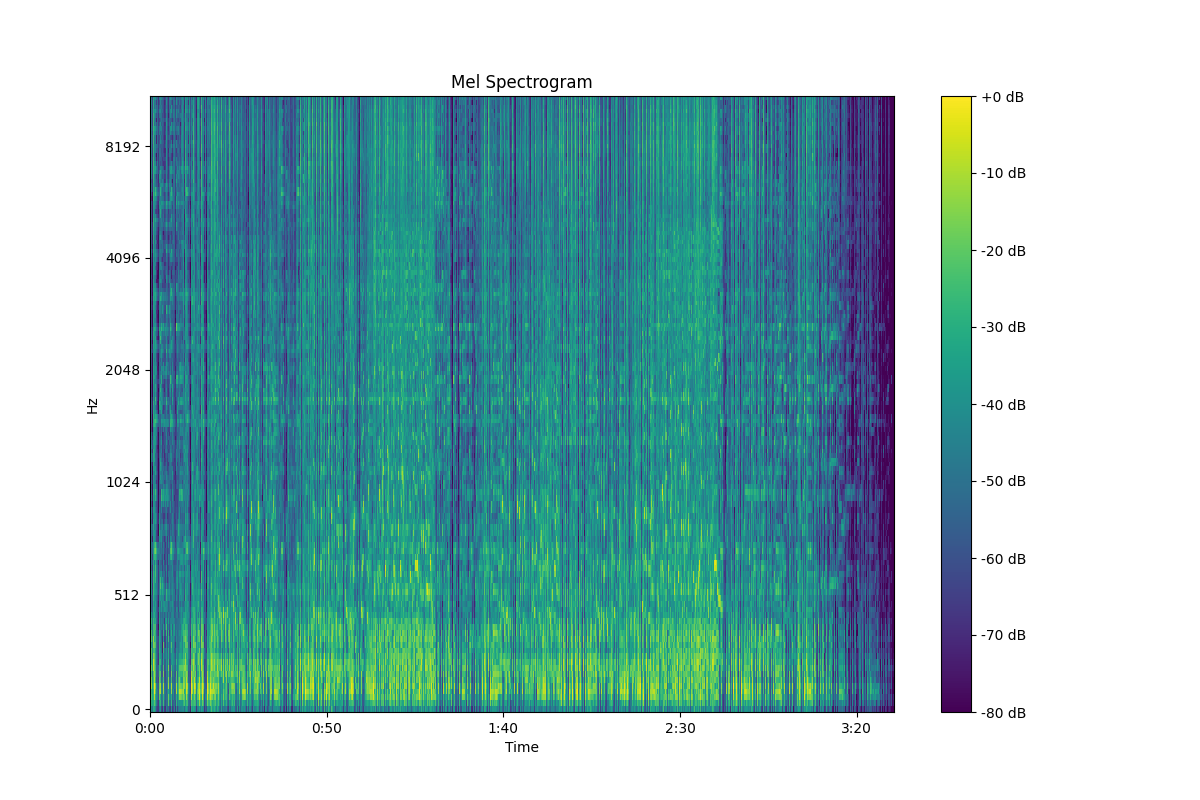 Mel Spectrogram
+0 dB
-10 dB
-20 dB
-30 dB
-40 dB
-50 dB
-60 dB
-70 dB
-80 dB
8192
4096
2048
1024
512
0
Hz
0:00
0:50
1:40
2:30
3:20
Time